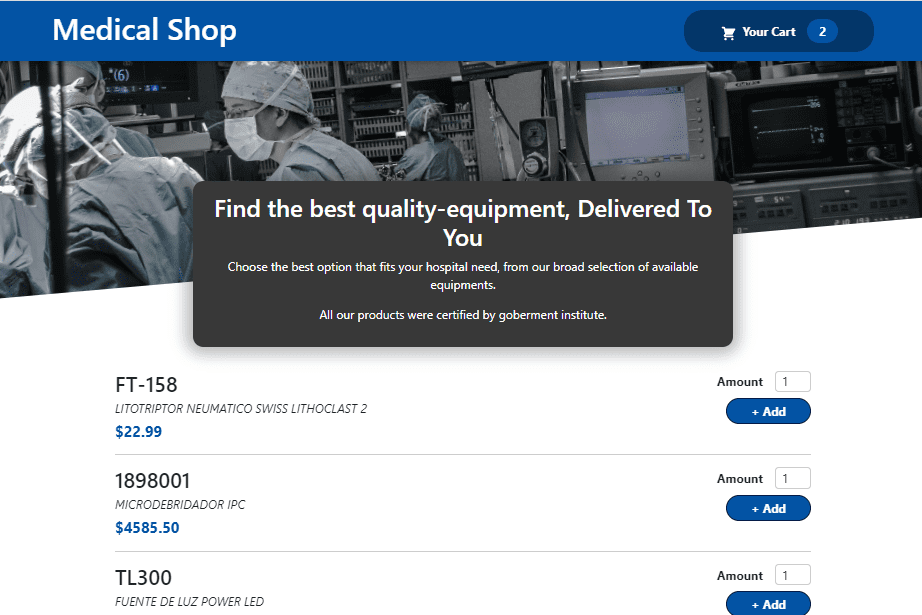 Medical Shop
Your Cart 2
*(6)
Find the best quality-equipment, Delivered To
You
Choose the best option that fits your hospital need, from our broad selection of available
equipments.
All our products were certified by goberment institute.
FT-158
Amount 1
LITOTRIPTOR NEUMATICO SWISS LITHOCLAST 2
+ Add
$22.99
1898001
Amount 1
MICRODEBRIDADOR IPC
+ Add
$4585.50
TL300
Amount 1
FUENTE DE LUZ POWER LED
+ Add